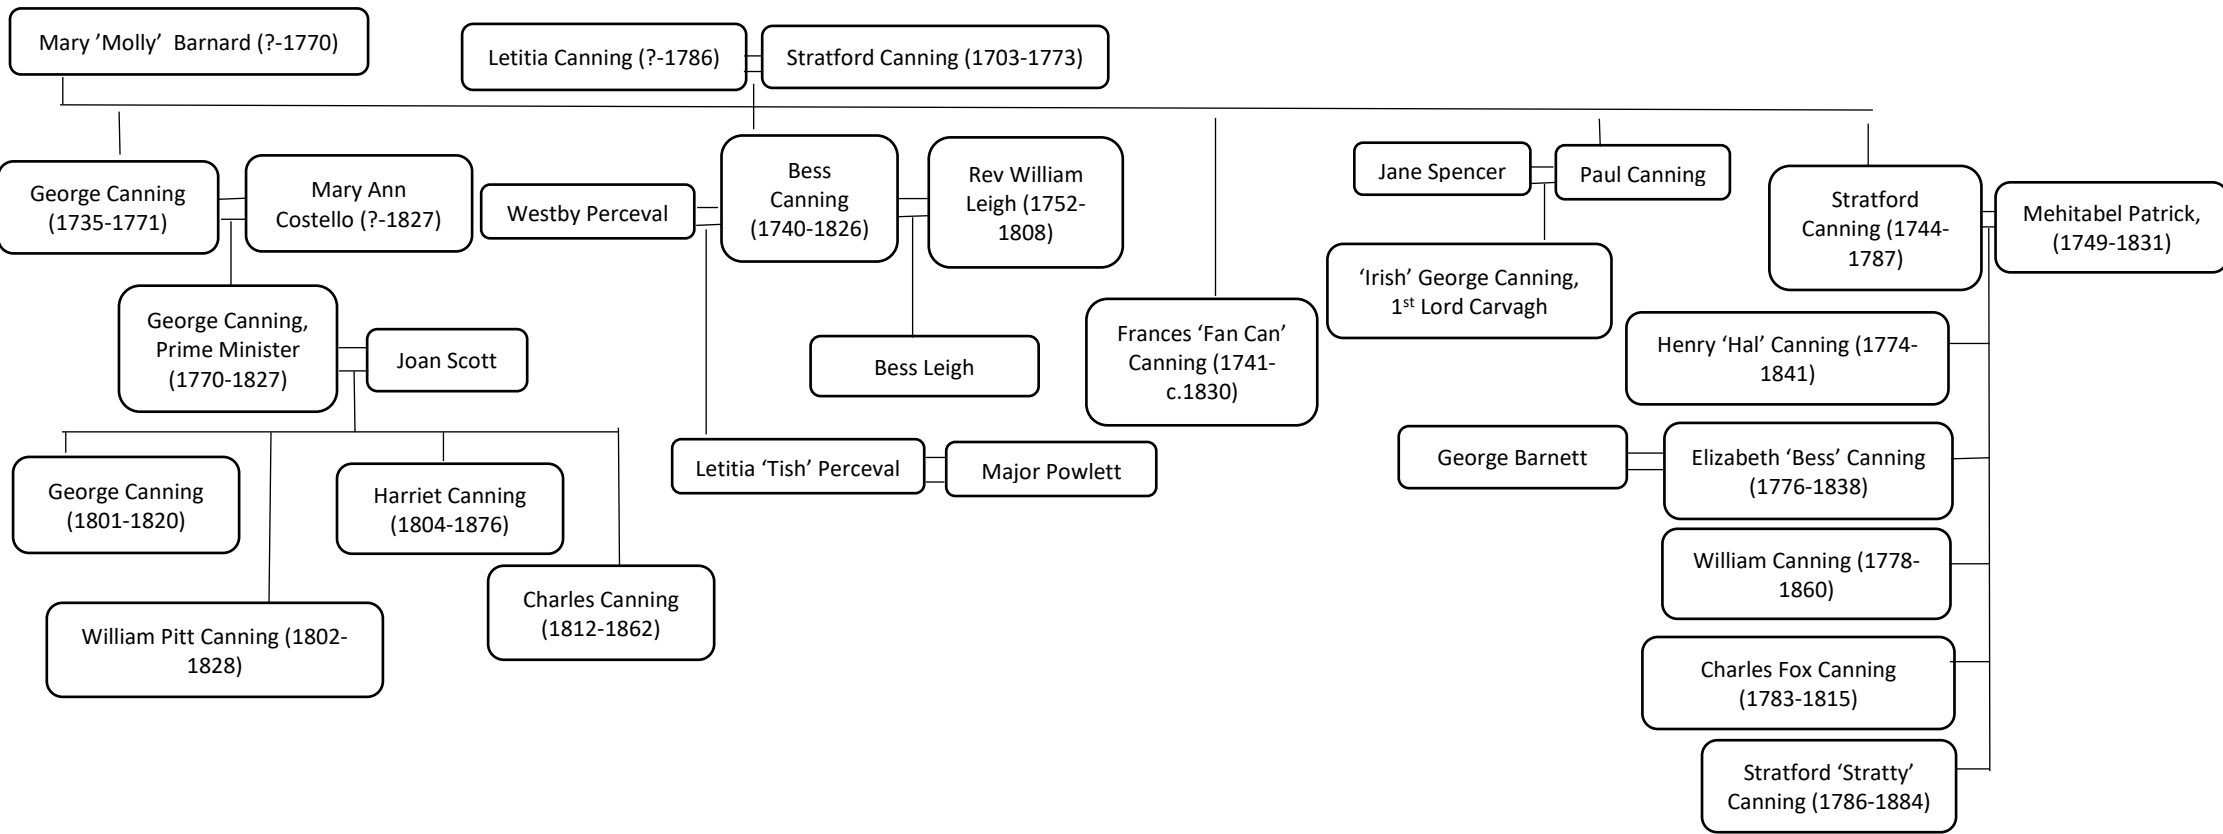 Mary ’Molly’  Barnard (?-1770)
Letitia Canning (?-1786)
Stratford Canning (1703-1773)
George Canning
(1735-1771)
Mary Ann
Costello (?-1827)
Westby Perceval
Bess
Canning
(1740-1826)
Rev William
Leigh (1752-
1808)
Jane Spencer
Paul Canning
Stratford
Canning (1744-
1787)
Mehitabel Patrick,
(1749-1831)
George Canning,
Prime Minister
(1770-1827)
Joan Scott
Bess Leigh
Frances ‘Fan Can’
Canning (1741-
c.1830)
‘Irish’ George Canning,
1st Lord Carvagh
Henry ‘Hal’ Canning (1774-
1841)
George Canning
(1801-1820)
Harriet Canning
(1804-1876)
Letitia ‘Tish’ Perceval
Major Powlett
George Barnett
Elizabeth ‘Bess’ Canning
(1776-1838)
William Pitt Canning (1802-
1828)
Charles Canning
(1812-1862)
William Canning (1778-
1860)
Charles Fox Canning
(1783-1815)
Stratford ‘Stratty’
Canning (1786-1884)